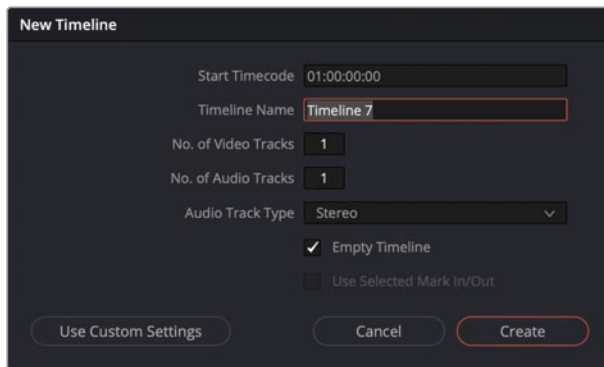 New Timeline
Start Timecode 01:00:00:00
Timeline Name Timeline 7
No. of Video Tracks 1
No. of Audio Tracks 1
Audio Track Type Stereo
Empty Timeline
Use Selected Mark In/Out
Use Custom Settings Cancel Create